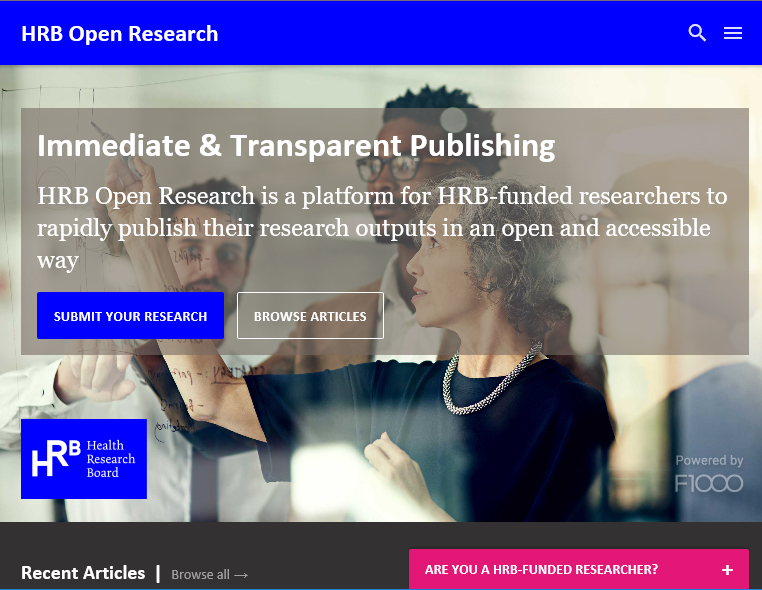 HRB Open Research
Immediate & Transparent Publishing
HRB Open Research is a platform for HRB-funded researchers to
rapidly publish their research outputs in an open and accessible
way
SUBMIT YOUR RESEARCH
BROWSE ARTICLES
HRB
Health
Research
Board
Powered by
F1000
Recent Articles | Browse all →
ARE YOU A HRB-FUNDED RESEARCHER? +